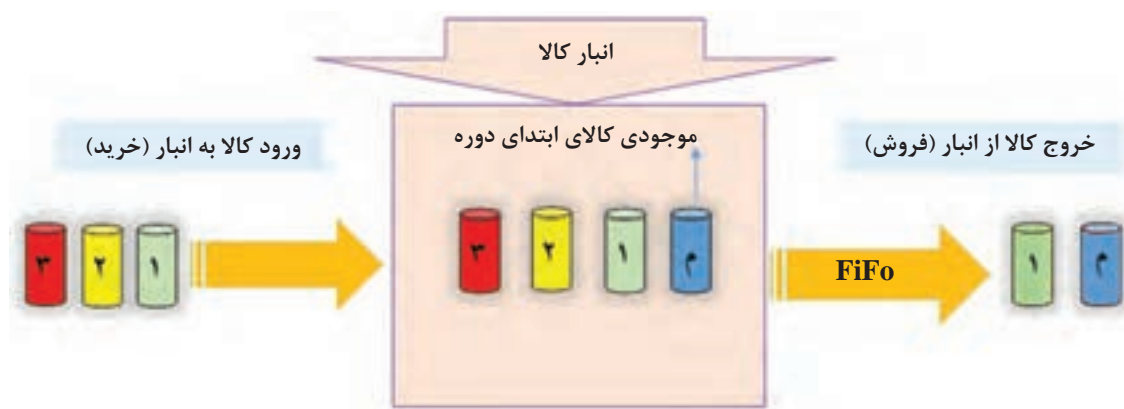 انبار کالا
موجودی کالای ابتدای دوره
خروج کالا از انبار (فروش)
ورود کالا به انبار (خرید)
م ۱
FiFo
م ۱ ۲ ۳
۱ ۲ ۳